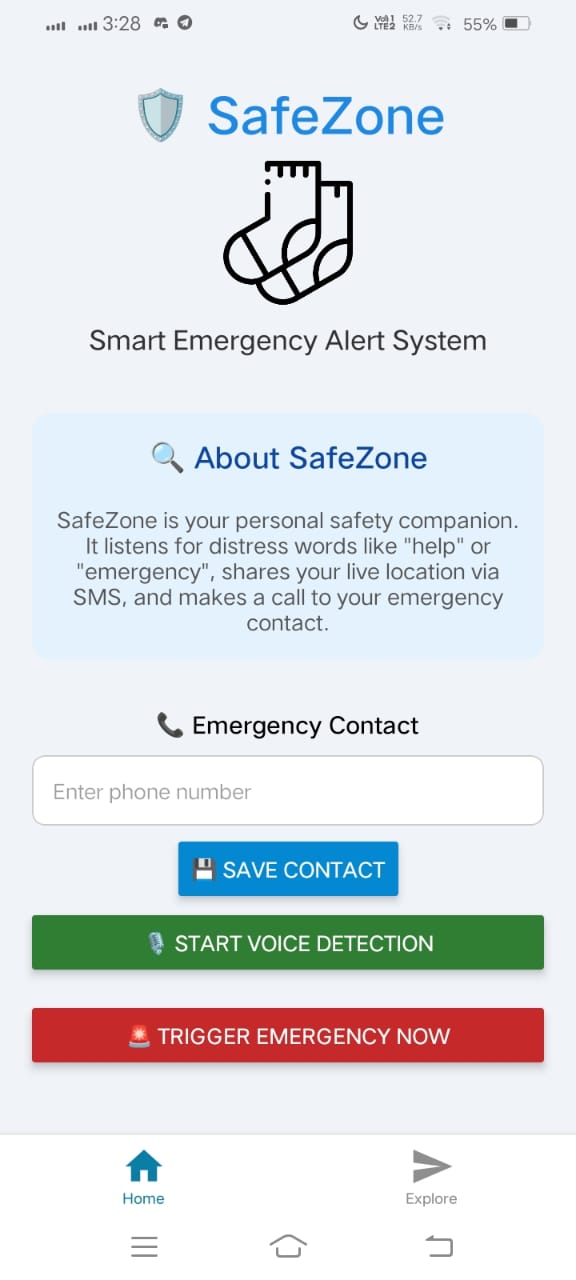 3:28
Vo)) 1
LTE2
52.7
KB/s
55%
SafeZone
Smart Emergency Alert System
About SafeZone
SafeZone is your personal safety companion.
It listens for distress words like "help" or
"emergency", shares your live location via
SMS, and makes a call to your emergency
contact.
Emergency Contact
Enter phone number
SAVE CONTACT
START VOICE DETECTION
TRIGGER EMERGENCY NOW
Home
Explore